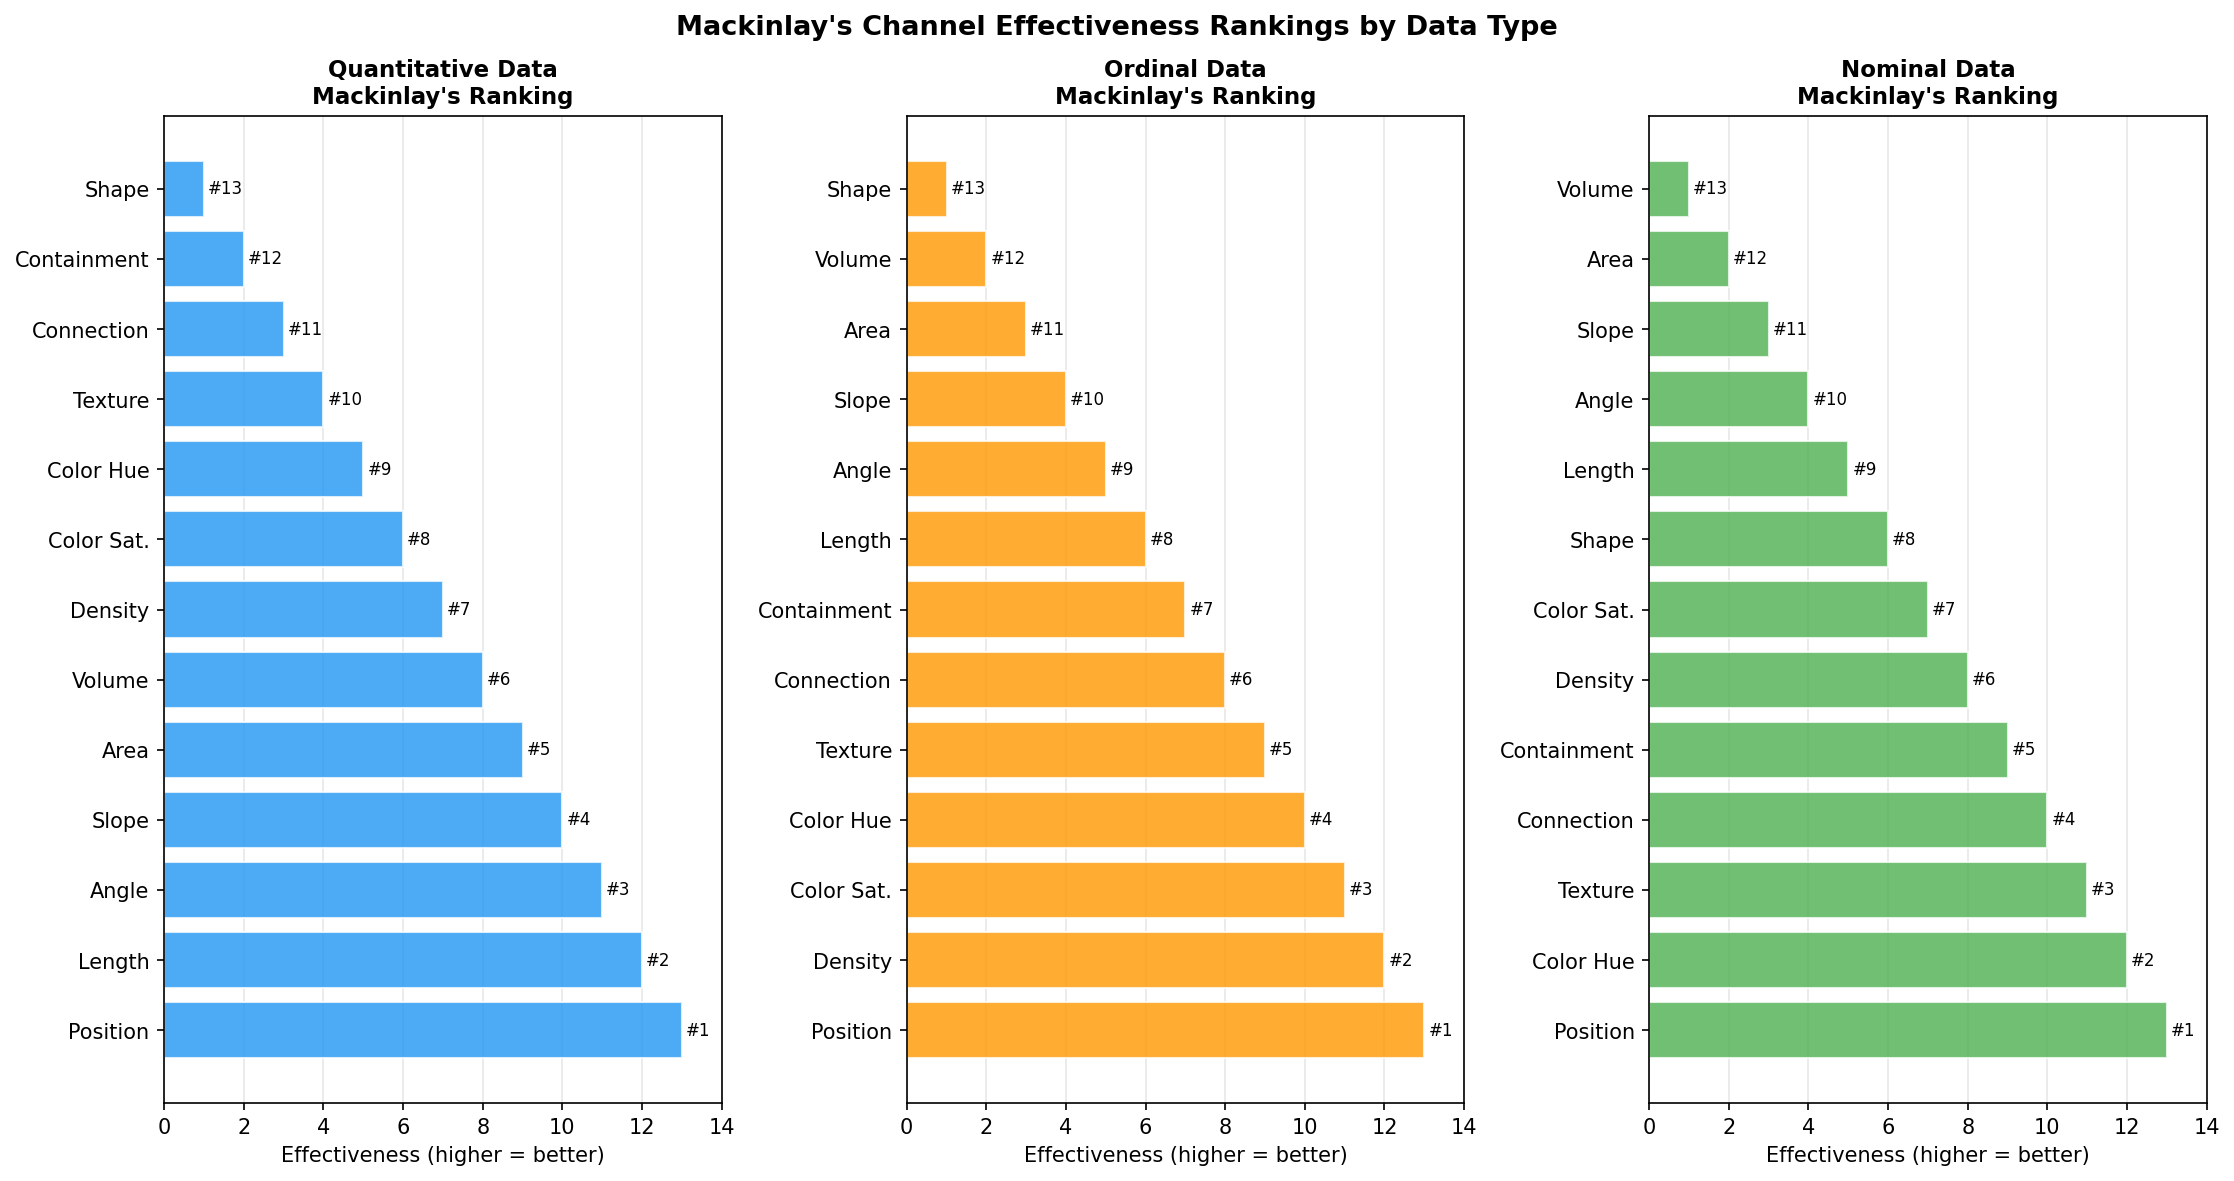 Mackinlay's Channel Effectiveness Rankings by Data Type
Quantitative Data
Mackinlay's Ranking
Shape #13
Containment #12
Connection #11
Texture #10
Color Hue #9
Color Sat. #8
Density #7
Volume #6
Area #5
Slope #4
Angle #3
Length #2
Position #1
0 2 4 6 8 10 12 14
Effectiveness (higher = better)
Ordinal Data
Mackinlay's Ranking
Shape #13
Volume #12
Area #11
Slope #10
Angle #9
Length #8
Containment #7
Connection #6
Texture #5
Color Hue #4
Color Sat. #3
Density #2
Position #1
0 2 4 6 8 10 12 14
Effectiveness (higher = better)
Nominal Data
Mackinlay's Ranking
Volume #13
Area #12
Slope #11
Angle #10
Length #9
Shape #8
Color Sat. #7
Density #6
Containment #5
Connection #4
Texture #3
Color Hue #2
Position #1
0 2 4 6 8 10 12 14
Effectiveness (higher = better)